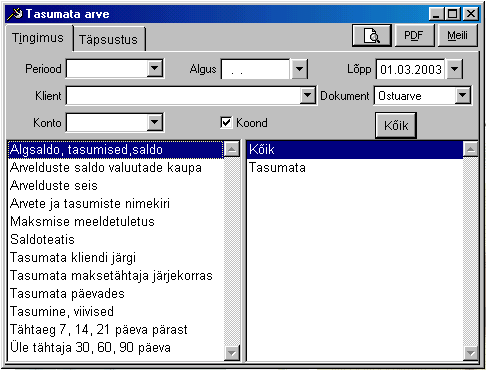 Tasumata arve
Tingimus Täpsustus PDF Meili
Periood Algus . . Lõpp 01.03.2003
Klient Dokument Ostuarve
Konto Koond Kõik
Algsaldo, tasumised,saldo
Arvelduste saldo valuutade kaupa
Arvelduste seis
Arvete ja tasumiste nimekiri
Maksmise meeldetuletus
Saldoteatis
Tasumata kliendi järgi
Tasumata maksetähtaja järjekorras
Tasumata päevades
Tasumine, viivised
Tähtaeg 7, 14, 21 päeva pärast
Üle tähtaja 30, 60, 90 päeva
Kõik
Tasumata